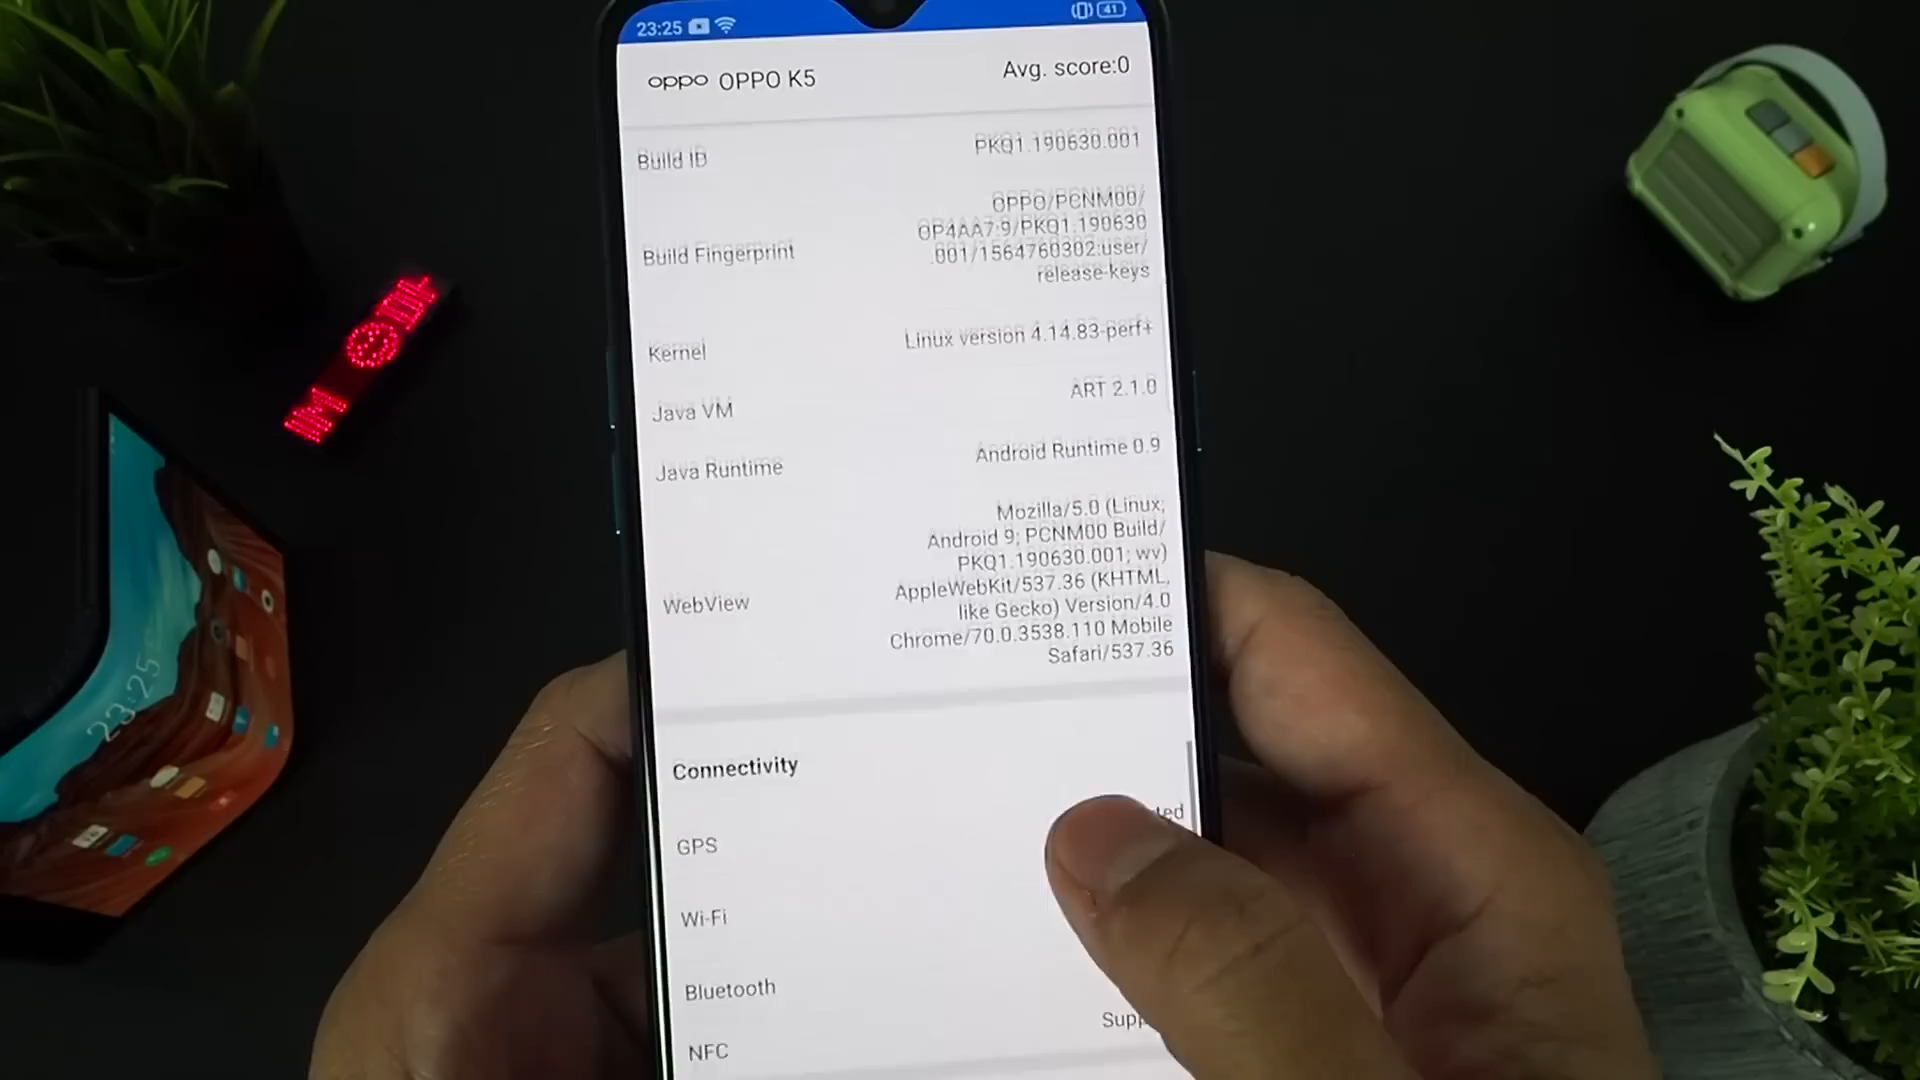 23:25
41
oppo OPPO K5
Avg. score:0
Build ID
PKQ1.190630.001
Build Fingerprint
OPPO/PCNM00/
OP4AA7:9/PKQ1.190630
.001/1564760302:user/
release-keys
Kernel
Linux version 4.14.83-perf+
Java VM
ART 2.1.0
Java Runtime
Android Runtime 0.9
WebView
Mozilla/5.0 (Linux;
Android 9; PCNM00 Build/
PKQ1.190630.001; wv)
AppleWebKit/537.36 (KHTML,
like Gecko) Version/4.0
Chrome/70.0.3538.110 Mobile
Safari/537.36
Connectivity
GPS
Wi-Fi
Bluetooth
NFC
23:25